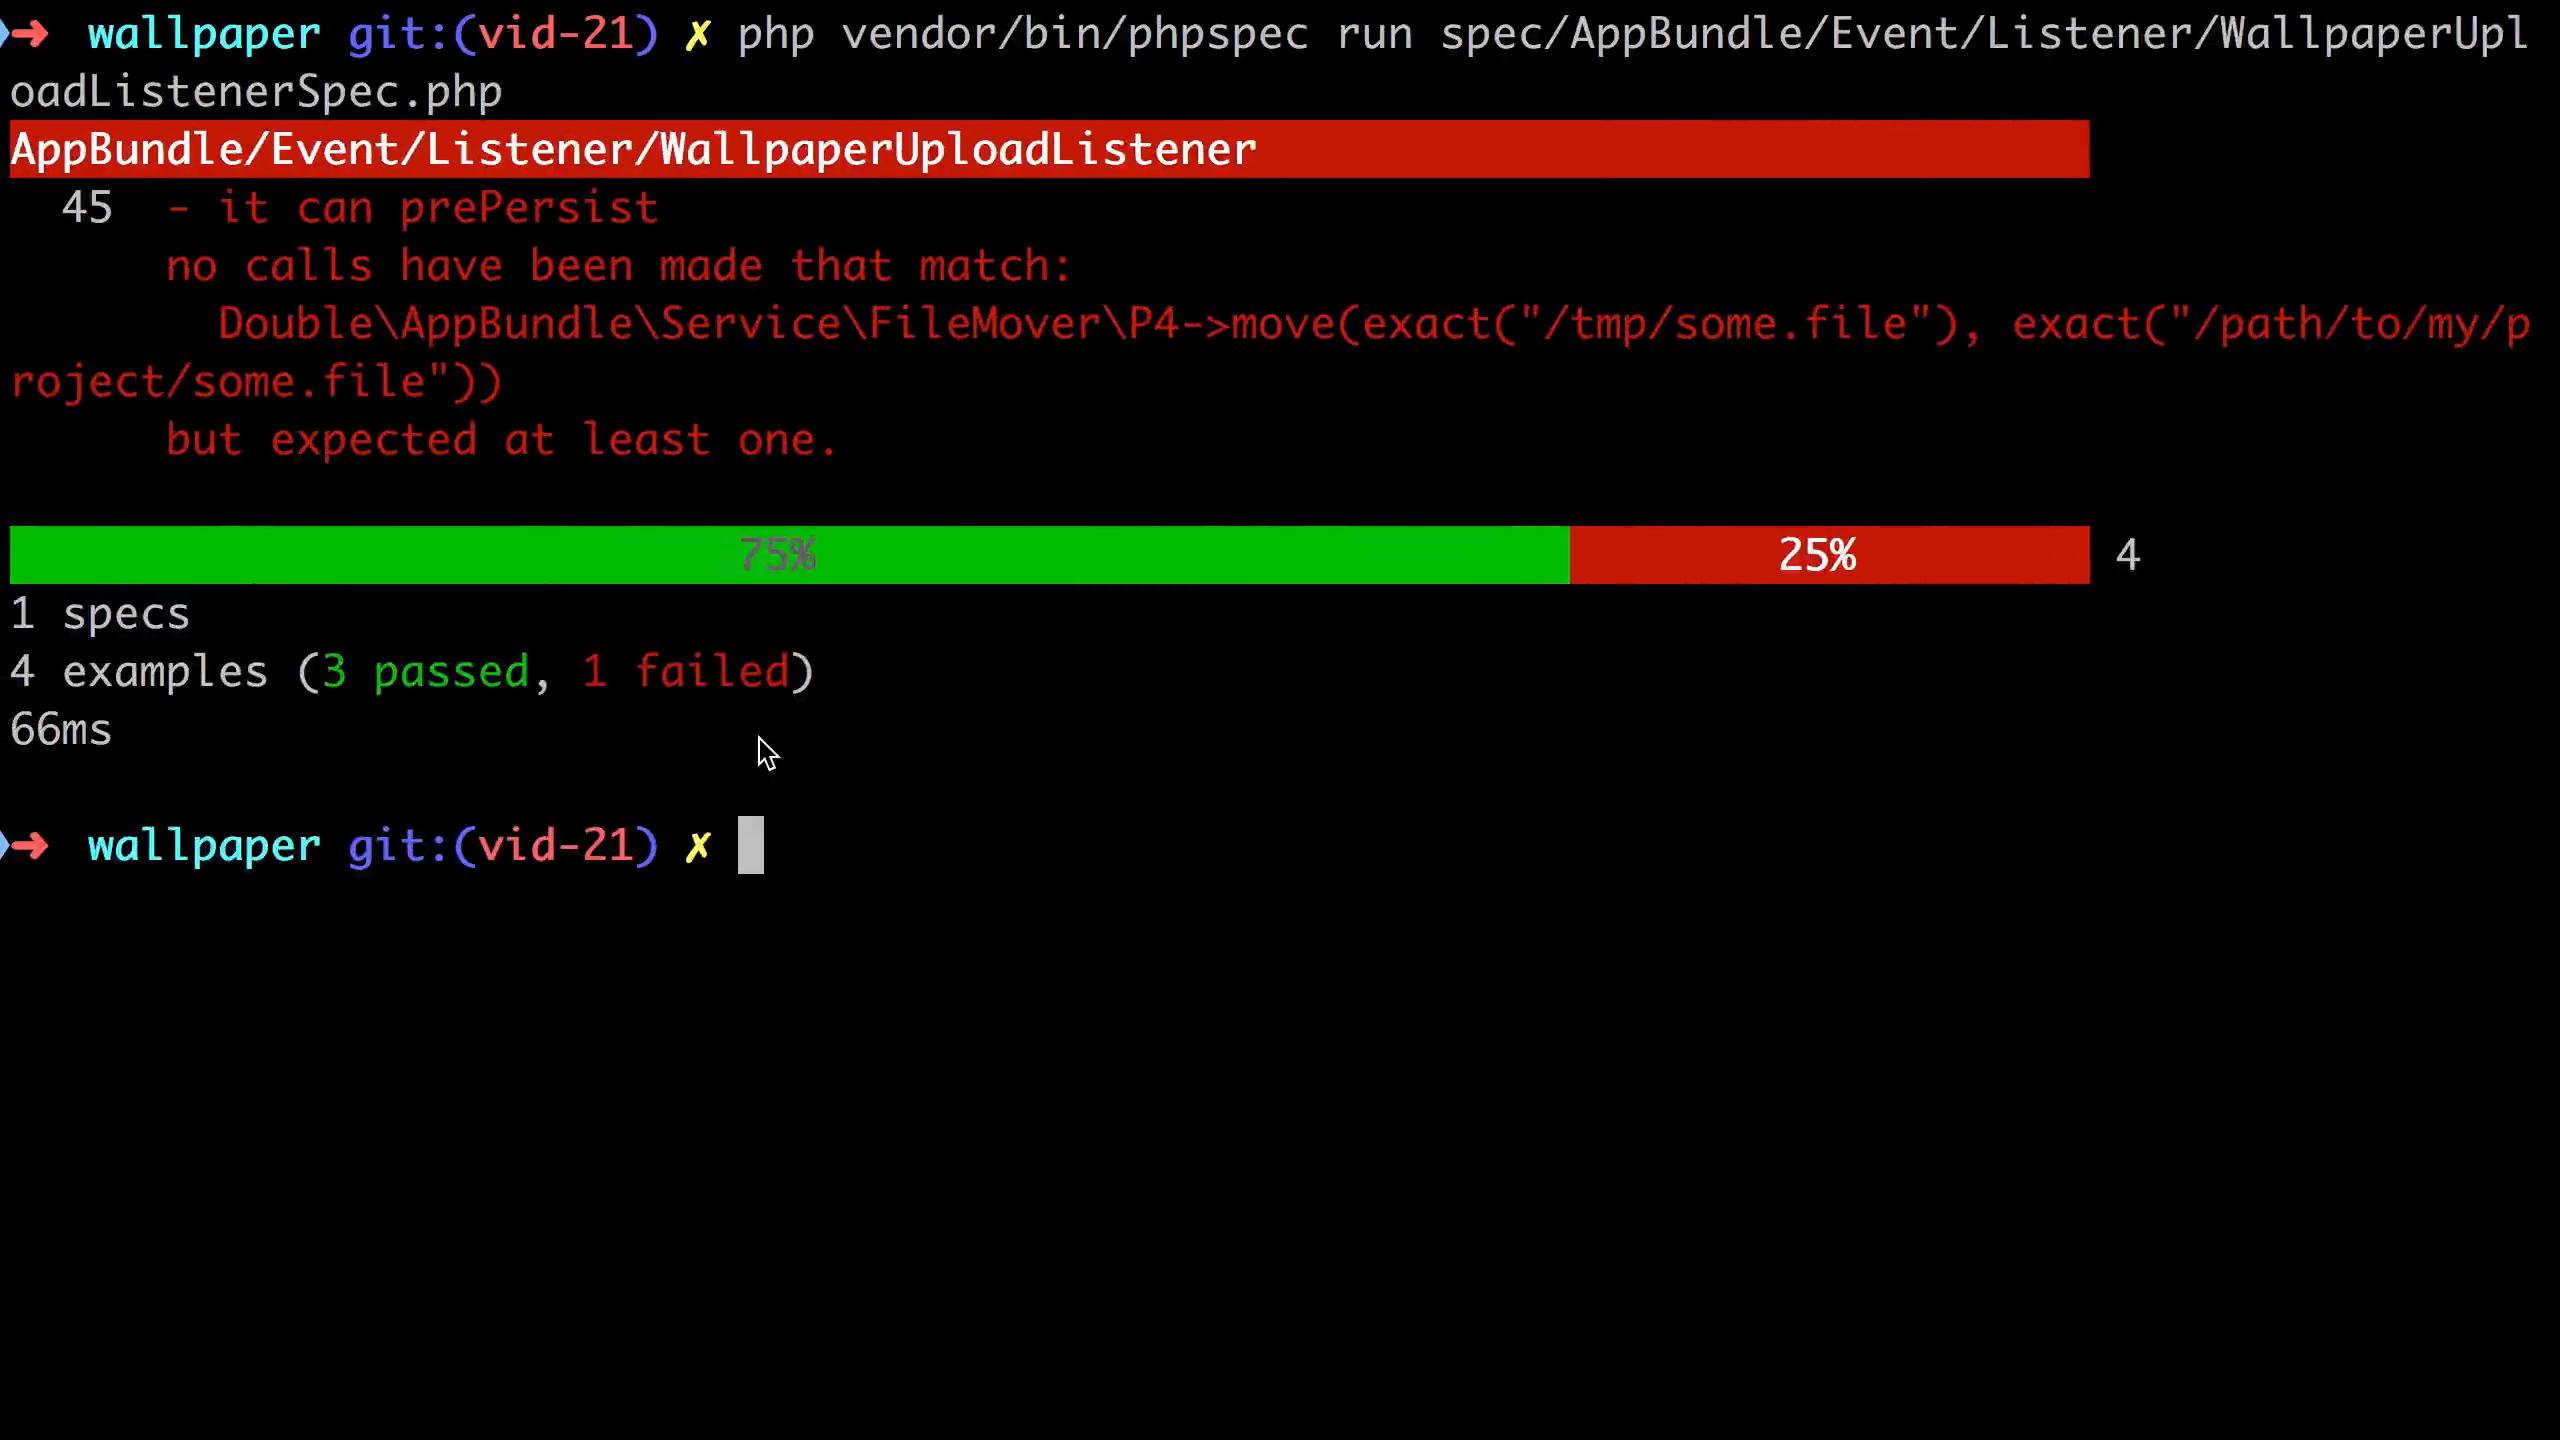 ➜ wallpaper git:(vid-21) ✗ php vendor/bin/phpspec run spec/AppBundle/Event/Listener/WallpaperUpl
oadListenerSpec.php
AppBundle/Event/Listener/WallpaperUploadListener
45 - it can prePersist
no calls have been made that match:
Double\AppBundle\Service\FileMover\P4->move(exact("/tmp/some.file"), exact("/path/to/my/p
roject/some.file"))
but expected at least one.
75% 25% 4
1 specs
4 examples (3 passed, 1 failed)
66ms
➜ wallpaper git:(vid-21) ✗